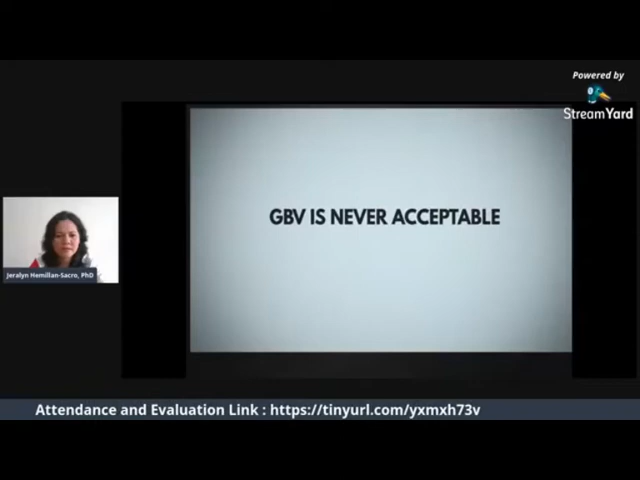 Powered by
StreamYard
GBV IS NEVER ACCEPTABLE
Jeralyn Hemillan-Sacro, PhD
Attendance and Evaluation Link : https://tinyurl.com/yxmxh73v